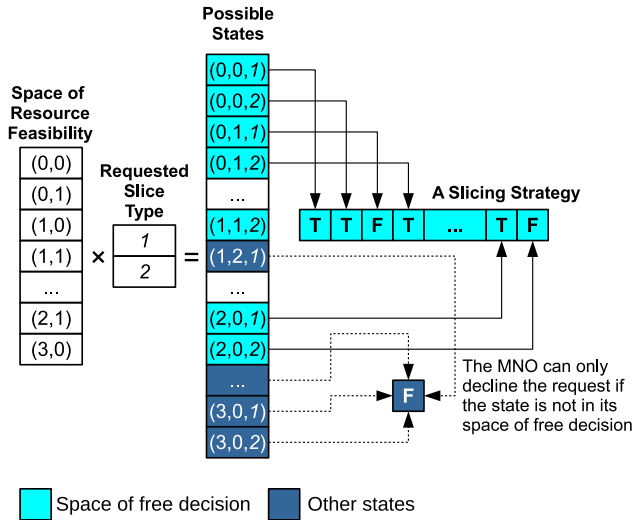 Possible
States
Space of
Resource
Feasibility
(0,0)
(0,1)
(1,0)
(1,1)
...
(2,1)
(3,0)
×
Requested
Slice
Type
1
2
=
(0,0,1)
(0,0,2)
(0,1,1)
(0,1,2)
...
(1,1,2)
(1,2,1)
...
(2,0,1)
(2,0,2)
...
(3,0,1)
(3,0,2)
A Slicing Strategy
T T F T ... T F
F
The MNO can only
decline the request if
the state is not in its
space of free decision
Space of free decision
Other states